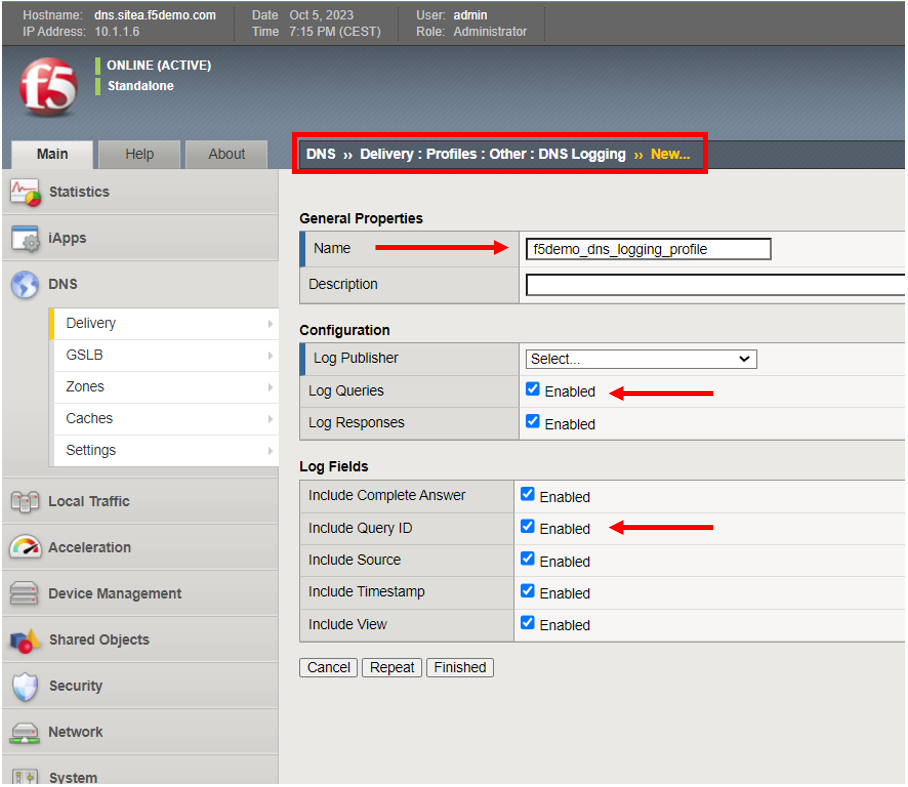 Hostname: dns.sitea.f5demo.com Date Oct 5, 2023 User: admin
IP Address: 10.1.1.6 Time 7:15 PM (CEST) Role: Administrator
f5
ONLINE (ACTIVE)
Standalone
Main Help About
DNS ›› Delivery : Profiles : Other : DNS Logging ›› New...
Statistics
iApps
DNS
Delivery
GSLB
Zones
Caches
Settings
Local Traffic
Acceleration
Device Management
Shared Objects
Security
Network
System
General Properties
Name f5demo_dns_logging_profile
Description
Configuration
Log Publisher Select...
Log Queries Enabled
Log Responses Enabled
Log Fields
Include Complete Answer Enabled
Include Query ID Enabled
Include Source Enabled
Include Timestamp Enabled
Include View Enabled
Cancel Repeat Finished